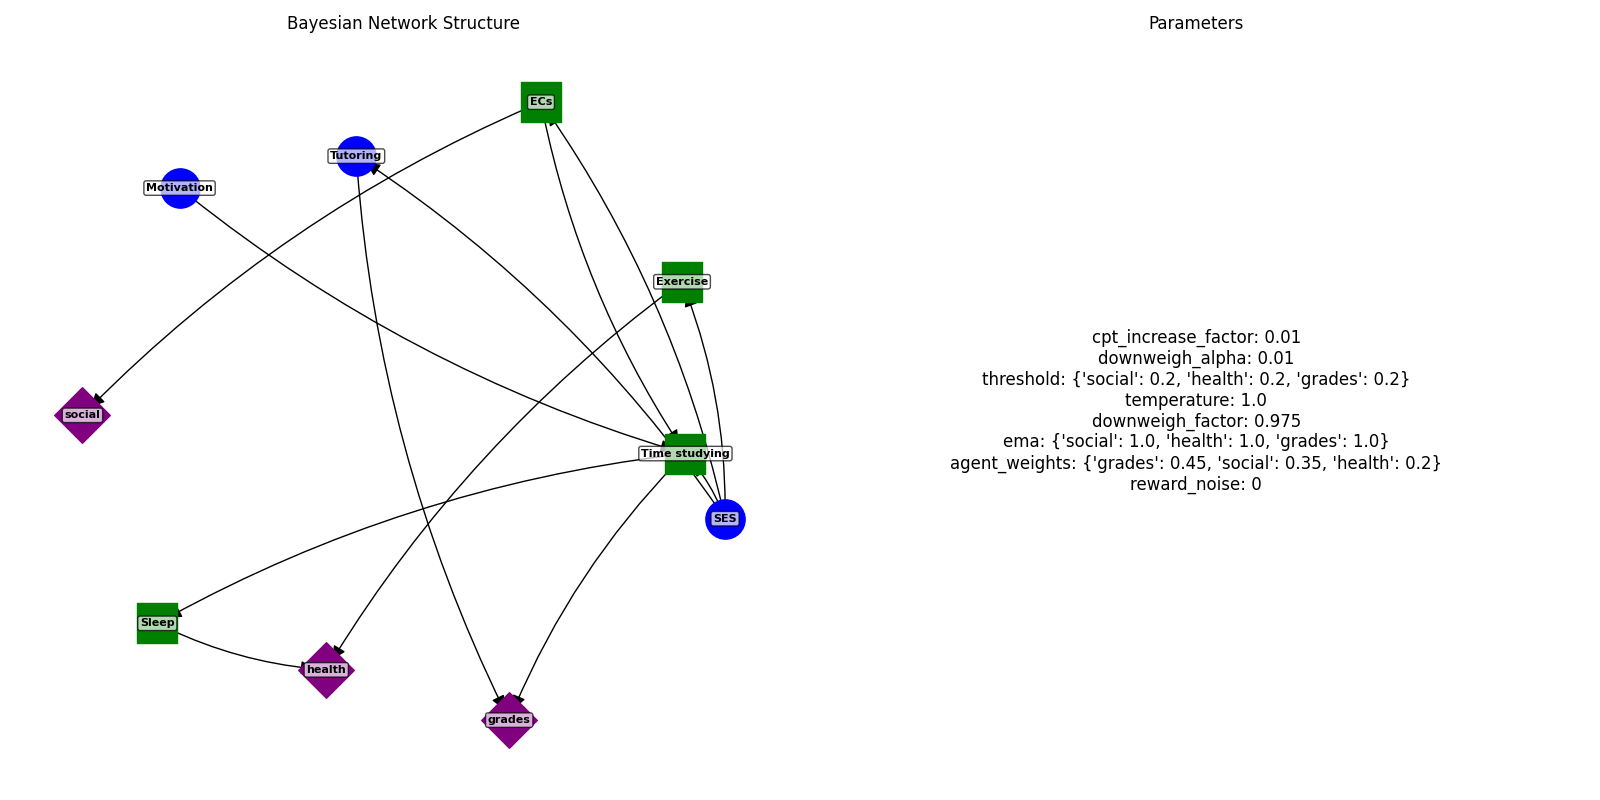 Bayesian Network Structure
Parameters
ECs
Tutoring
Motivation
Exercise
social
Time studying
SES
Sleep
health
grades
cpt_increase_factor: 0.01
downweigh_alpha: 0.01
threshold: {'social': 0.2, 'health': 0.2, 'grades': 0.2}
temperature: 1.0
downweigh_factor: 0.975
ema: {'social': 1.0, 'health': 1.0, 'grades': 1.0}
agent_weights: {'grades': 0.45, 'social': 0.35, 'health': 0.2}
reward_noise: 0